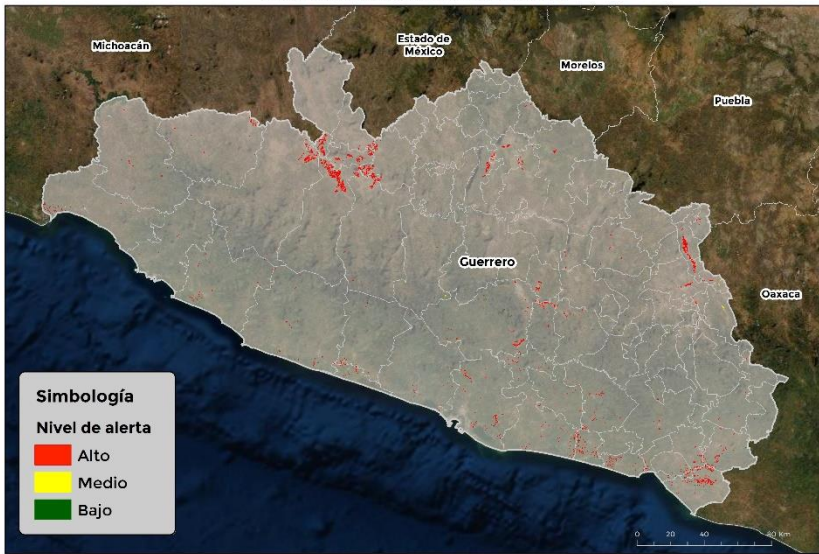 Michoacán
Estado de
México
Morelos
Puebla
Guerrero
Oaxaca
Simbología
Nivel de alerta
Alto
Medio
Bajo
0 20 40 80 Km